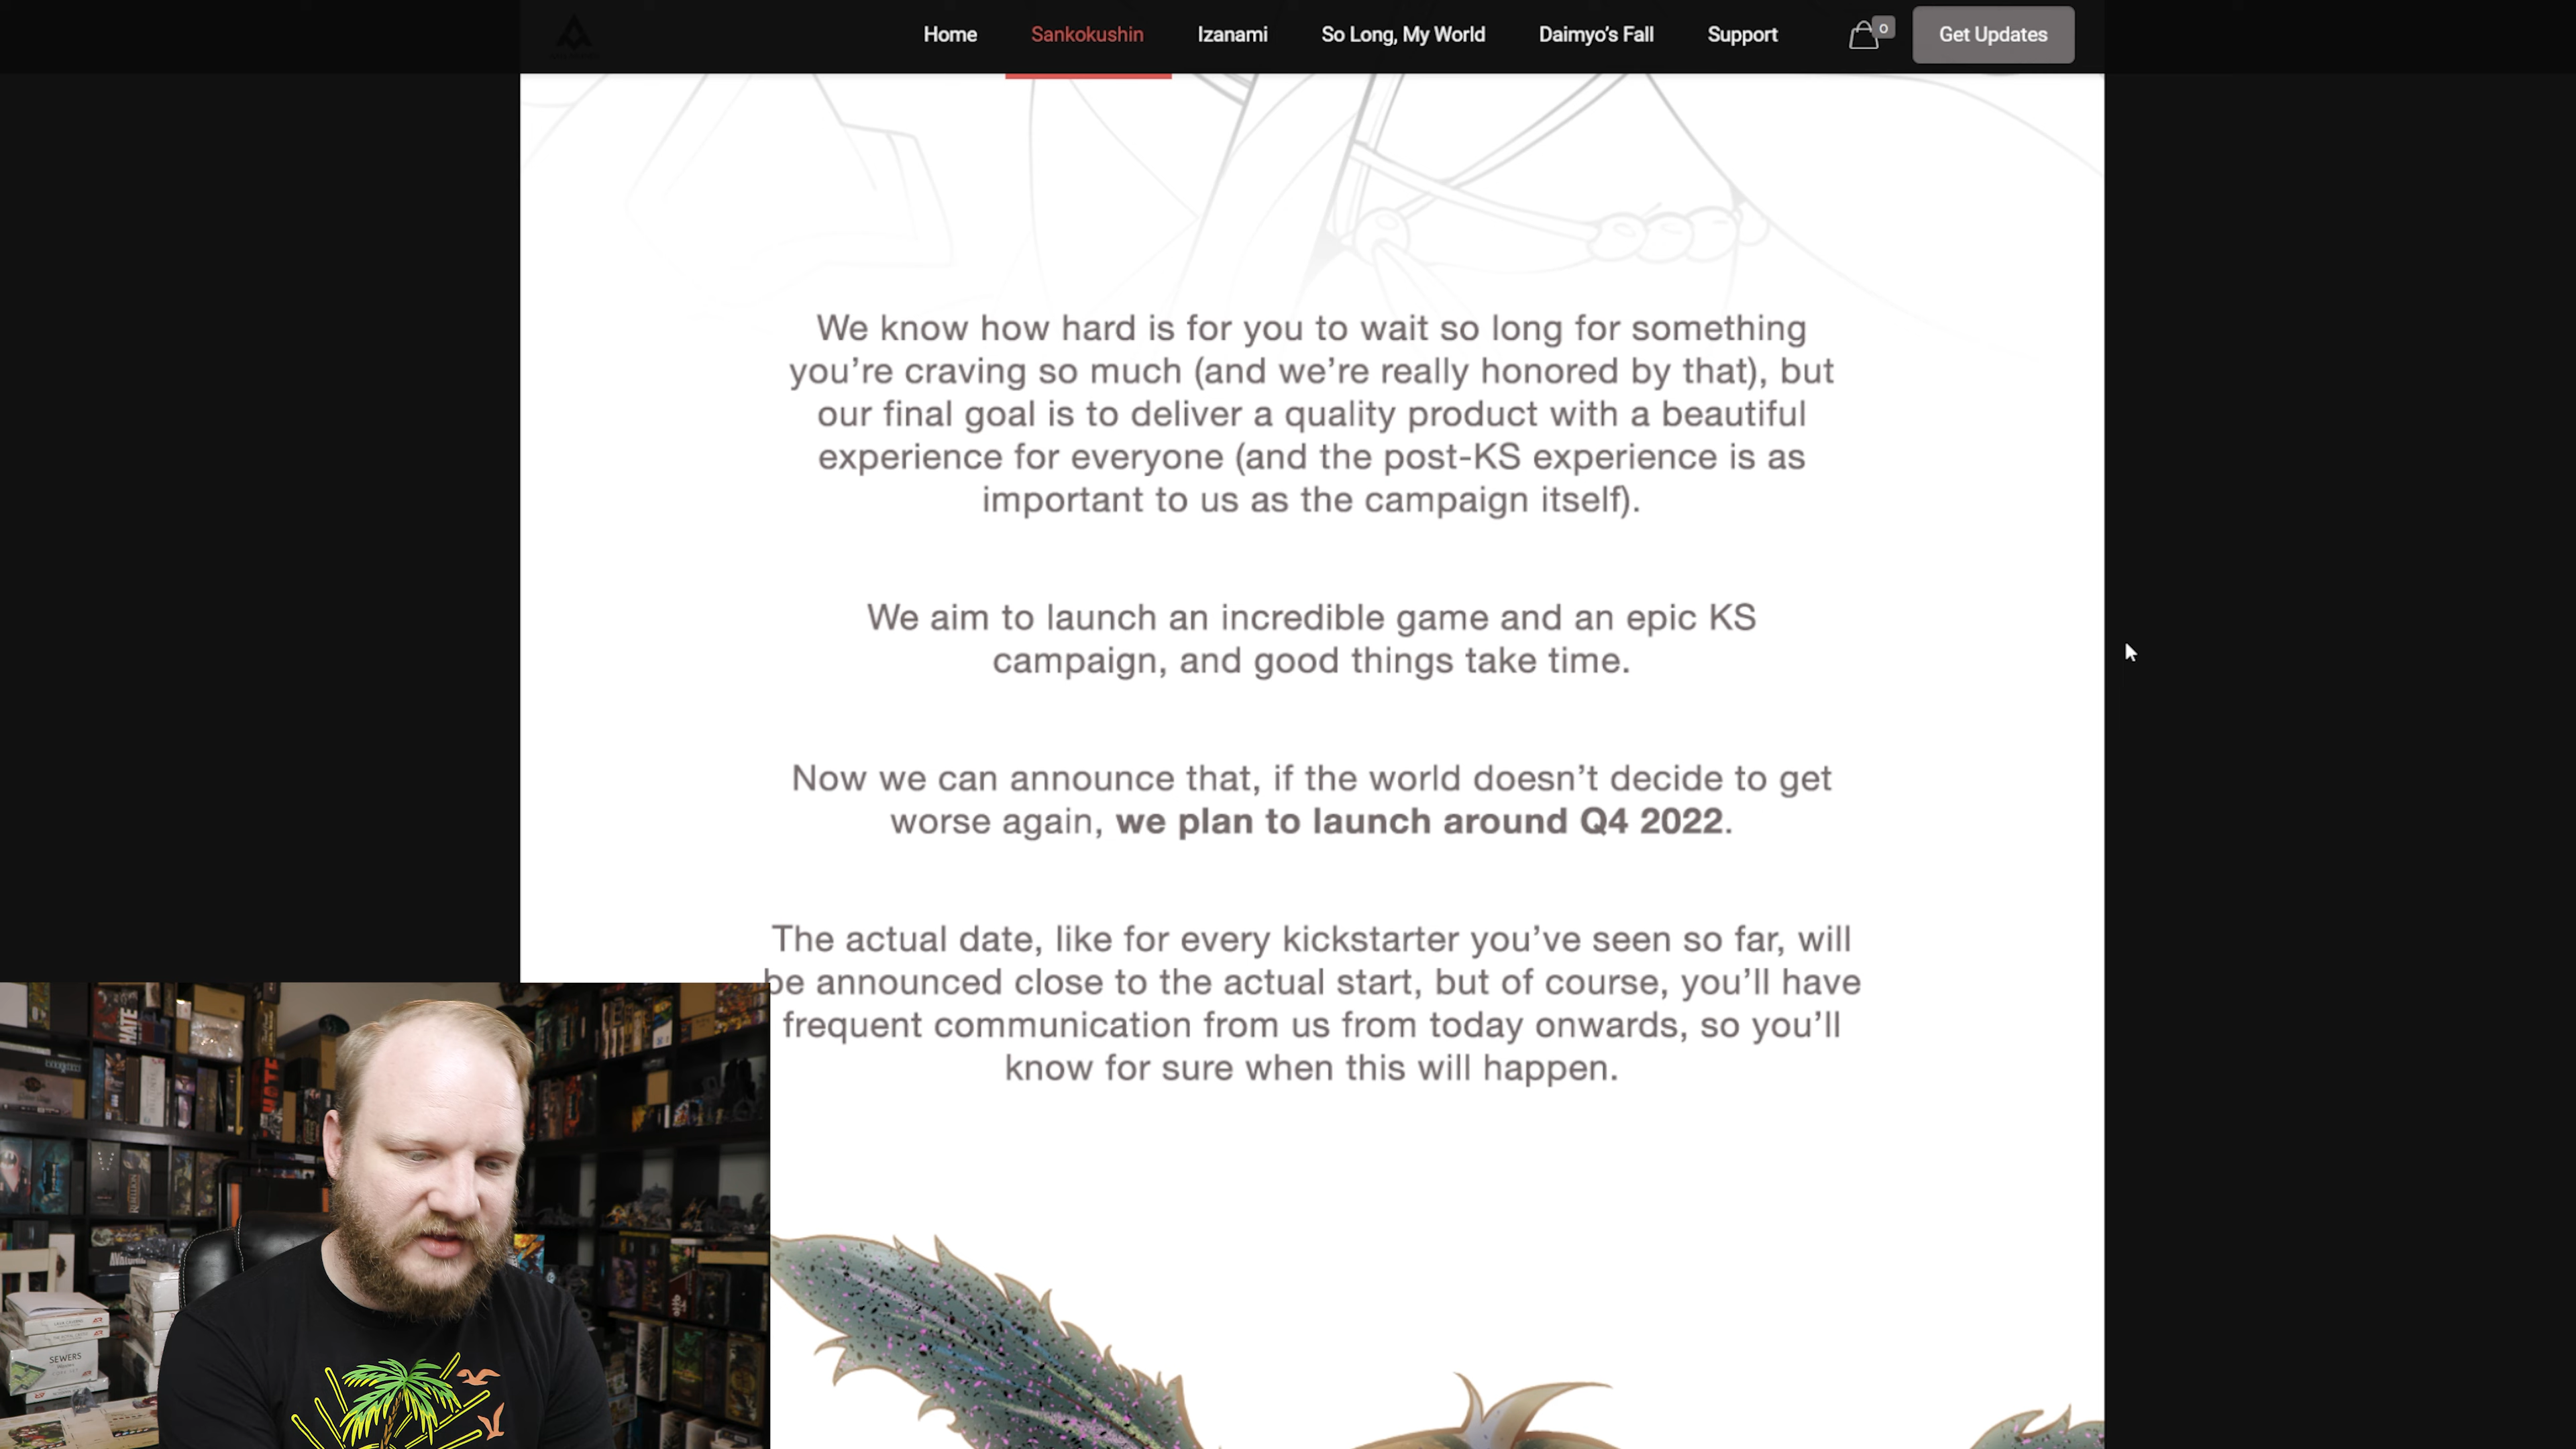 Home Sankokushin Izanami So Long, My World Daimyo's Fall Support 0 Get Updates
We know how hard is for you to wait so long for something
you're craving so much (and we're really honored by that), but
our final goal is to deliver a quality product with a beautiful
experience for everyone (and the post-KS experience is as
important to us as the campaign itself).
We aim to launch an incredible game and an epic KS
campaign, and good things take time.
Now we can announce that, if the world doesn't decide to get
worse again, we plan to launch around Q4 2022.
The actual date, like for every kickstarter you've seen so far, will
be announced close to the actual start, but of course, you'll have
frequent communication from us from today onwards, so you'll
know for sure when this will happen.
HATE
HATE
SEWERS